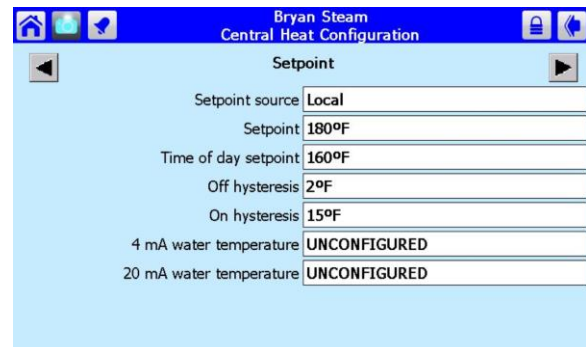 Bryan Steam
Central Heat Configuration
Setpoint
Setpoint source Local
Setpoint 180ºF
Time of day setpoint 160ºF
Off hysteresis 2ºF
On hysteresis 15ºF
4 mA water temperature UNCONFIGURED
20 mA water temperature UNCONFIGURED